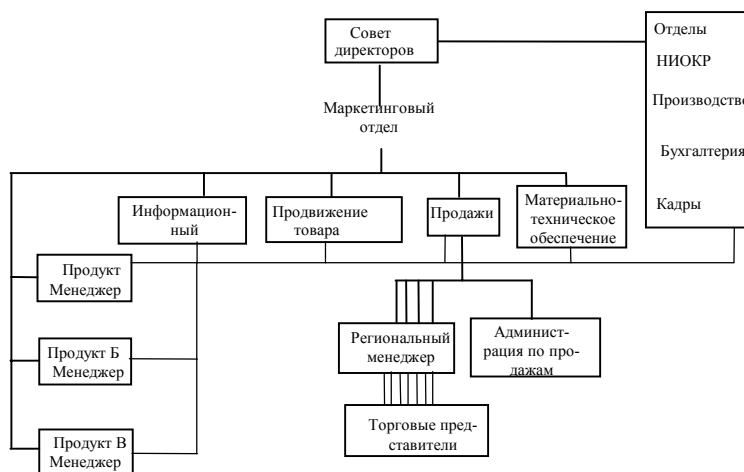 Совет
директоров
Отделы
НИОКР
Производство
Бухгалтерия
Кадры
Маркетинговый
отдел
Информацион-
ный
Продвижение
товара
Продажи
Материально-
техническое
обеспечение
Продукт
Менеджер
Региональный
менеджер
Админист-
рация по про-
дажам
Продукт Б
Менеджер
Торговые пред-
ставители
Продукт В
Менеджер